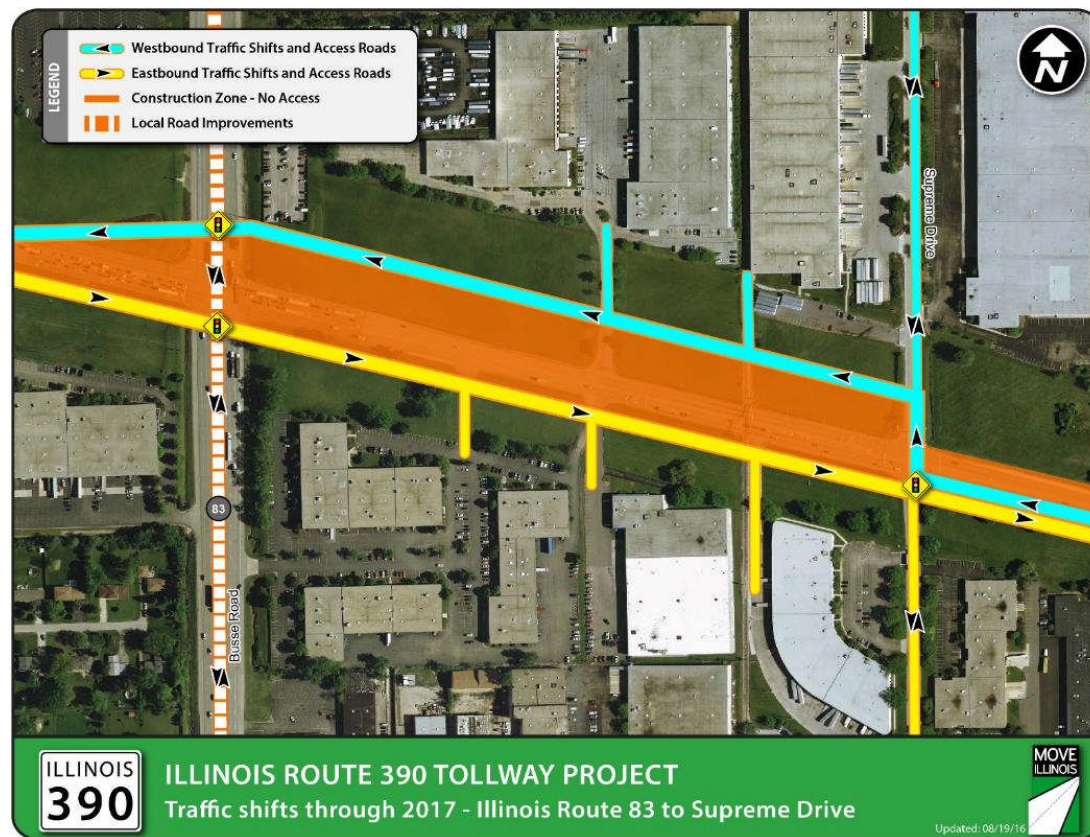 LEGEND
Westbound Traffic Shifts and Access Roads
Eastbound Traffic Shifts and Access Roads
Construction Zone - No Access
Local Road Improvements
N
Supreme Drive
83
Busse Road
ILLINOIS
390
ILLINOIS ROUTE 390 TOLLWAY PROJECT
Traffic shifts through 2017 - Illinois Route 83 to Supreme Drive
MOVE
ILLINOIS
Updated: 08/19/16